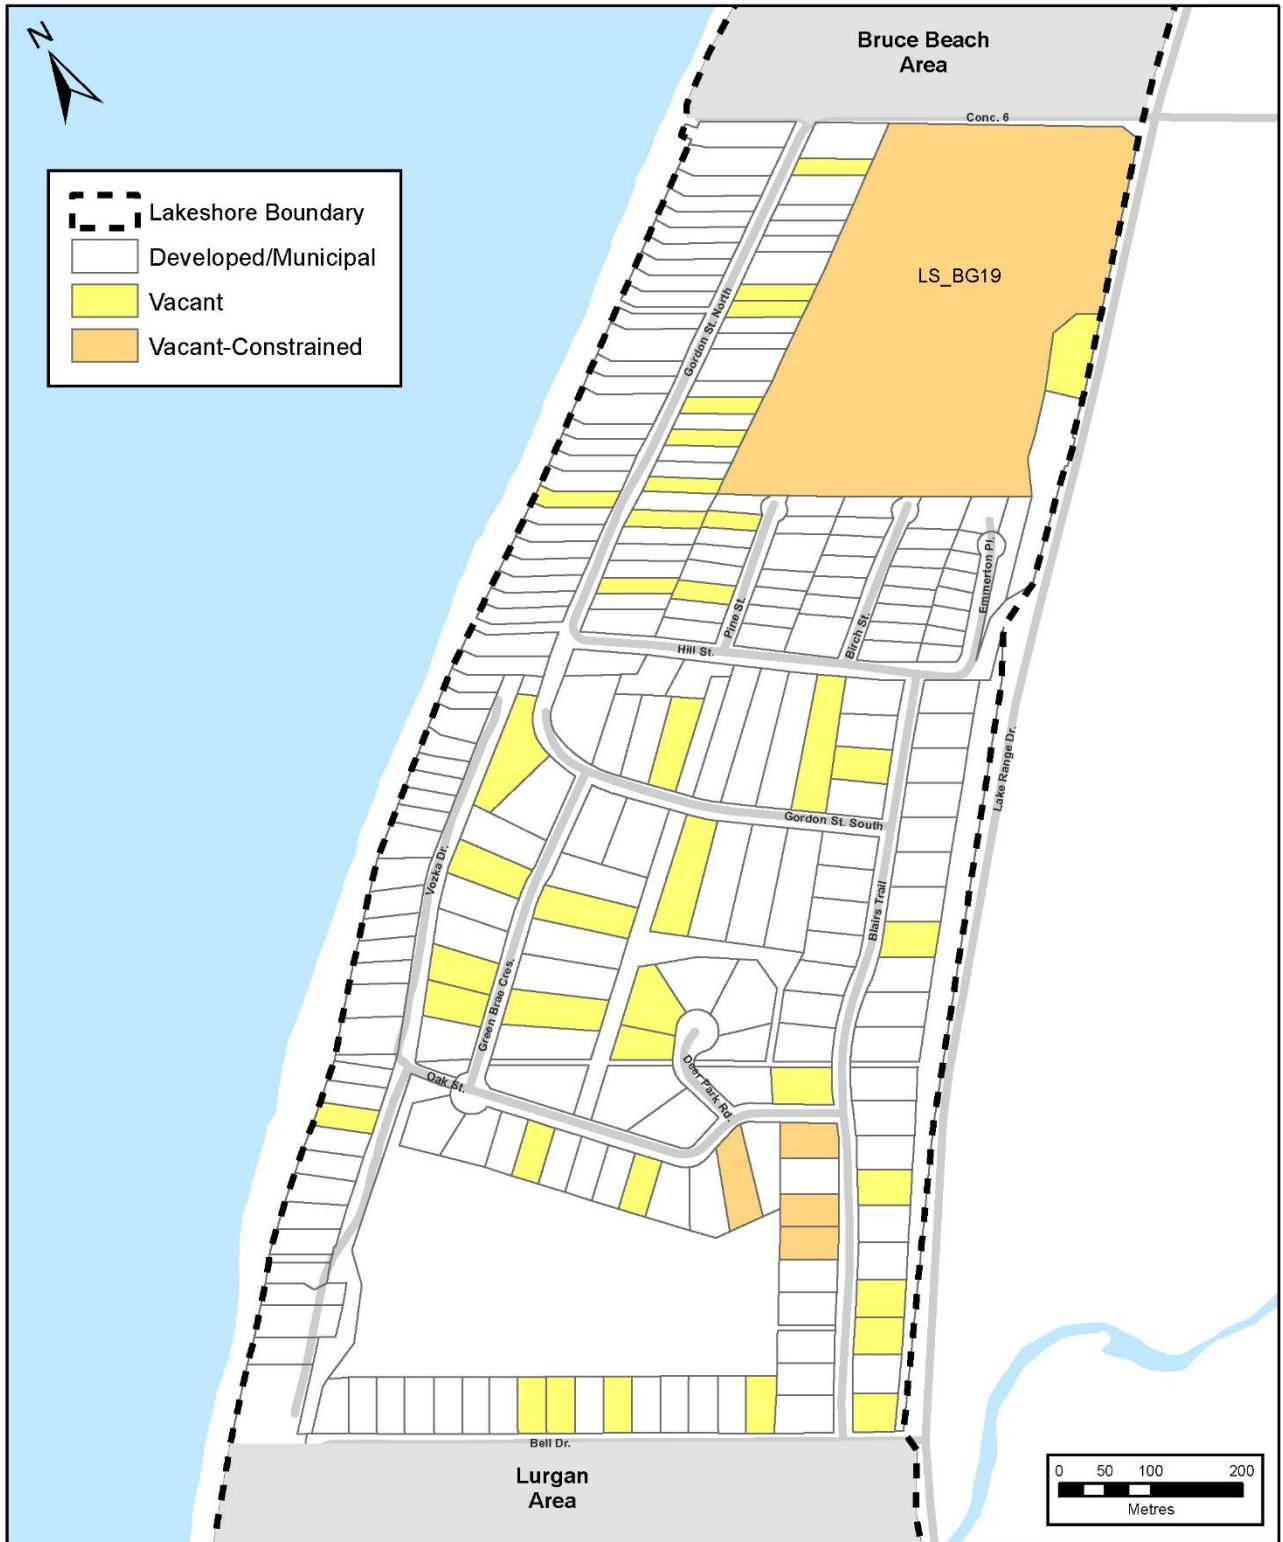 N
Bruce Beach
Area
Conc. 6
Lakeshore Boundary
Developed/Municipal
Vacant
Vacant-Constrained
LS_BG19
Gordon St. North
Pine St.
Birch St.
Emmerton Pl.
Hill St.
Lake Range Dr.
Gordon St. South
Vozka Dr.
Blairs Trail
Green Brae Cres.
Deer Park Rd.
Oak St.
Bell Dr.
Lurgan
Area
0 50 100 200
Metres